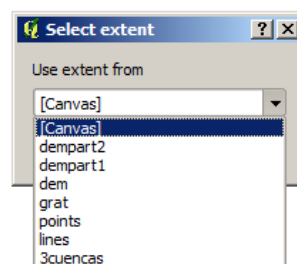 Select extent
Use extent from
[Canvas]
[Canvas]
dempart2
dempart1
dem
grat
points
lines
3cuencas